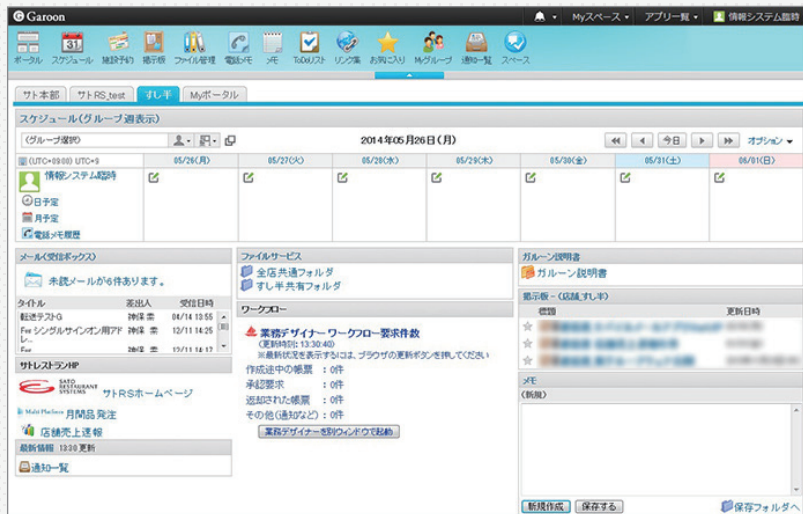 Garoon
Myスペース アプリ一覧 情報システム臨時
ポータル スケジュール 施設予約 掲示板 ファイル管理 電話メモ メモ ToDoリスト リンク集 お気に入り Myグループ 通知一覧 スペース
サト本部 サトRS_test すし半 Myポータル
スケジュール(グループ週表示)
(グループ選択) 2014年05月26日(月) 今日 オプション
(UTC+09:00) UTC+9 05/26(月) 05/27(火) 05/28(水) 05/29(木) 05/30(金) 05/31(土) 06/01(日)
情報システム臨時
日予定
月予定
電話メモ履歴
メール(受信ボックス)
未読メールが6件あります。
タイトル 差出人 受信日時
転送テストG 神保 崇 04/14 13:55
Fw: シングルサインオン用アドレ... 神保 崇 12/11 14:25
Fw: 神保 崇 12/11 14:17
サトレストランHP
SATO RESTAURANT SYSTEMS サトRSホームページ
Multi Platform 月間品発注
店舗売上速報
最新情報 13:30更新
通知一覧
ファイルサービス
全店共通フォルダ
すし半共有フォルダ
ワークフロー
業務デザイナー ワークフロー要求件数
(更新時刻: 13:30:40)
※最新状況を表示するには、ブラウザの更新ボタンを押してください
作成途中の帳票 : 0件
承認要求 : 0件
返却された帳票 : 0件
その他(通知など) : 0件
業務デザイナーを別ウィンドウで起動
ガルーン説明書
ガルーン説明書
掲示板 - (店舗_すし半)
標題 更新日時
メモ
(新規)
新規作成 保存する 保存フォルダへ